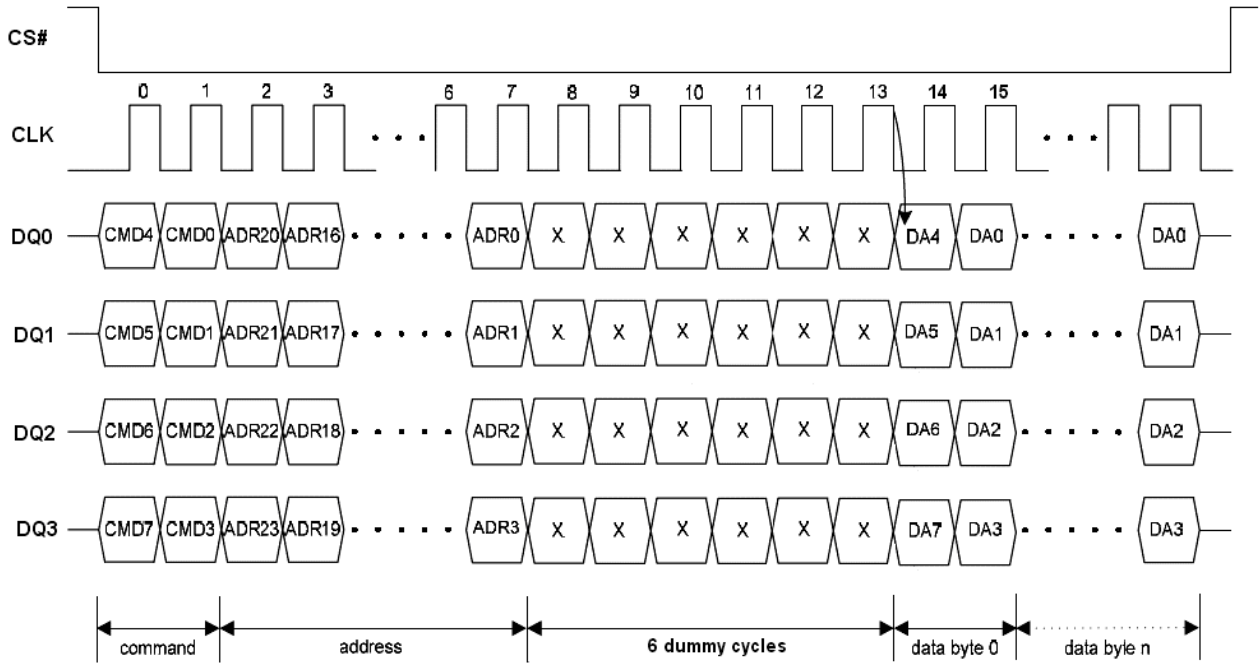 CS#
0 1 2 3 6 7 8 9 10 11 12 13 14 15
CLK
DQ0 CMD4 CMD0 ADR20 ADR16 ADR0 X X X X X X DA4 DA0 DA0
DQ1 CMD5 CMD1 ADR21 ADR17 ADR1 X X X X X X DA5 DA1 DA1
DQ2 CMD6 CMD2 ADR22 ADR18 ADR2 X X X X X X DA6 DA2 DA2
DQ3 CMD7 CMD3 ADR23 ADR19 ADR3 X X X X X X DA7 DA3 DA3
command address 6 dummy cycles data byte 0 data byle n